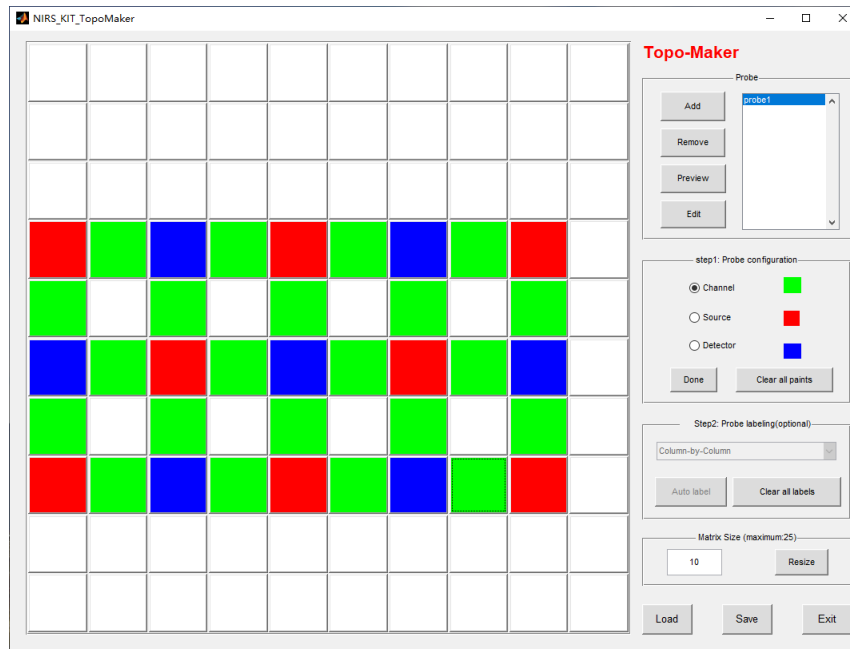 NIRS_KIT_TopoMaker
Topo-Maker
Probe
Add
probe1
Remove
Preview
Edit
step1: Probe configuration
Channel
Source
Detector
Done
Clear all paints
Step2: Probe labeling(optional)
Column-by-Column
Auto label
Clear all labels
Matrix Size (maximum:25)
10
Resize
Load
Save
Exit